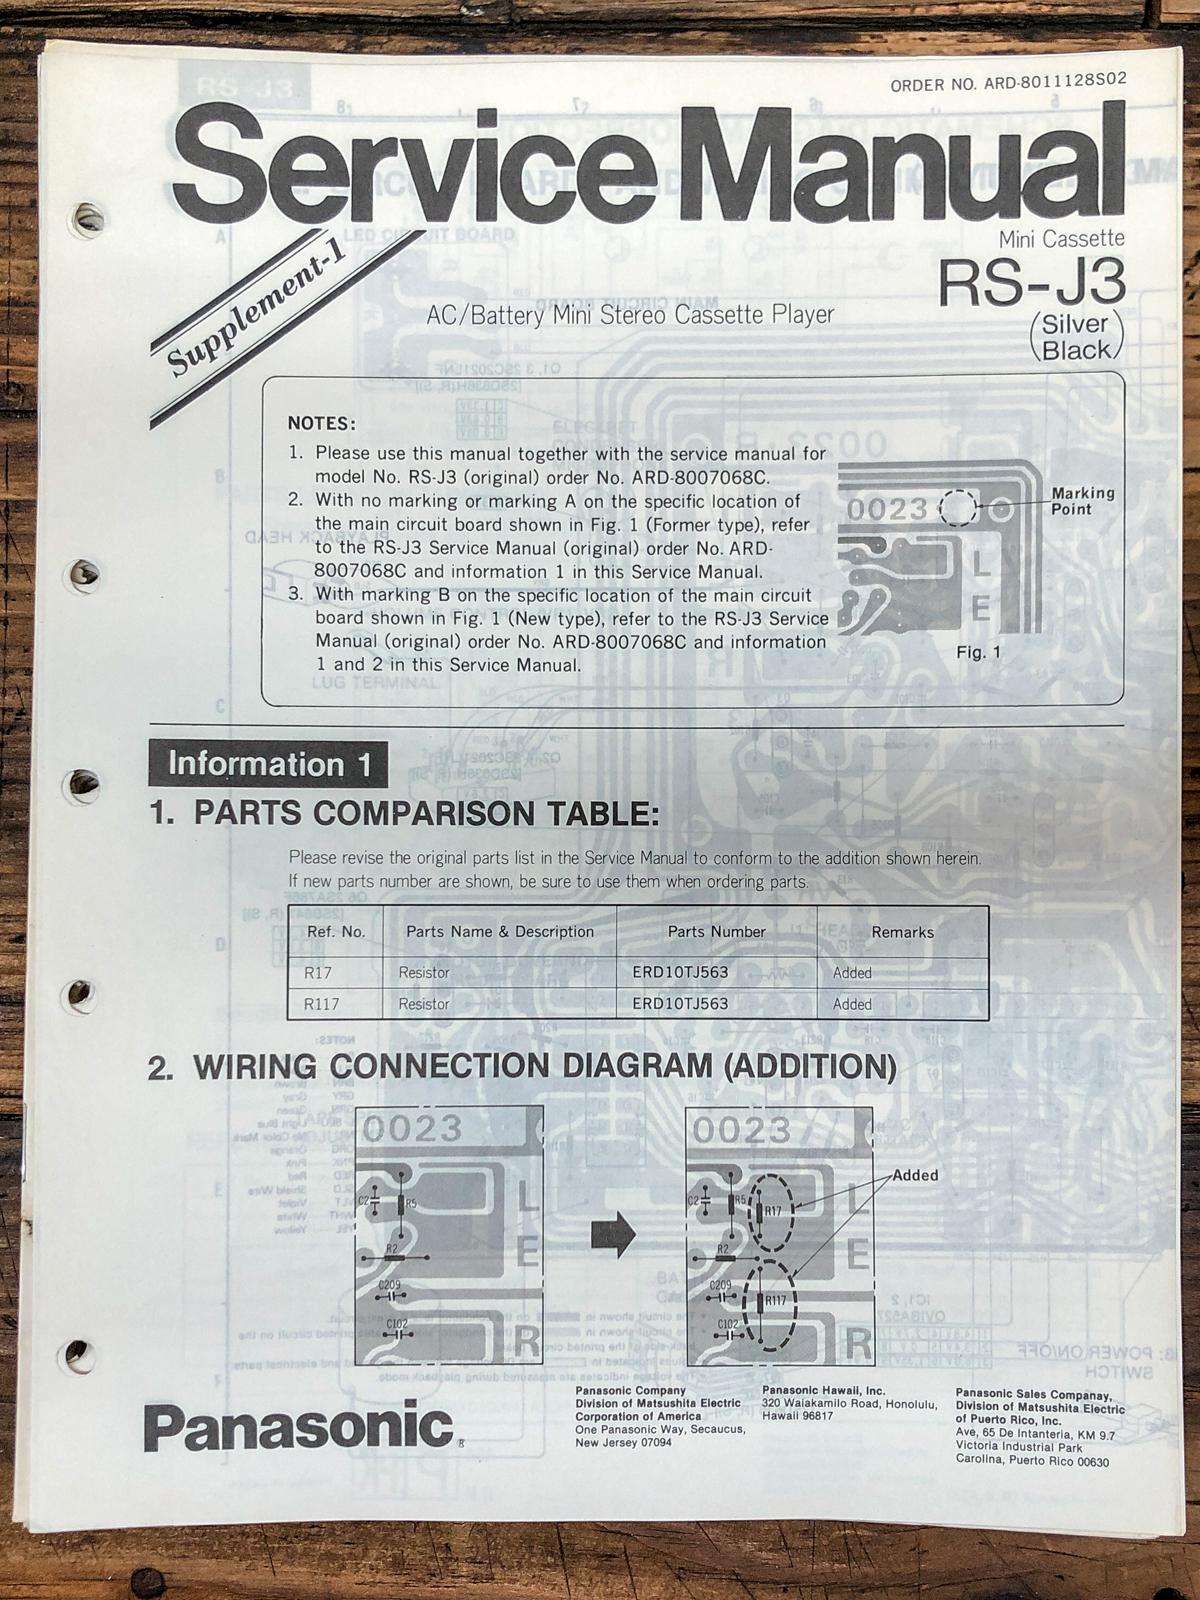 ORDER NO. ARD-8011128S02
Service Manual
Supplement-1
Mini Cassette
RS-J3
(Silver
Black)
AC/Battery Mini Stereo Cassette Player
NOTES:
1. Please use this manual together with the service manual for
model No. RS-J3 (original) order No. ARD-8007068C.
2. With no marking or marking A on the specific location of
the main circuit board shown in Fig. 1 (Former type), refer
to the RS-J3 Service Manual (original) order No. ARD-
8007068C and information 1 in this Service Manual.
3. With marking B on the specific location of the main circuit
board shown in Fig. 1 (New type), refer to the RS-J3 Service
Manual (original) order No. ARD-8007068C and information
1 and 2 in this Service Manual.
0023
Marking
Point
L
E
Fig. 1
Information 1
1. PARTS COMPARISON TABLE:
Please revise the original parts list in the Service Manual to conform to the addition shown herein.
If new parts number are shown, be sure to use them when ordering parts.
Ref. No. Parts Name & Description Parts Number Remarks
R17 Resistor ERD10TJ563 Added
R117 Resistor ERD10TJ563 Added
2. WIRING CONNECTION DIAGRAM (ADDITION)
0023
C2 R5
L
R2
E
C209
C102
R
0023
Added
C2 R5 R17
L
R2
E
C209
R117
C102
R
Panasonic®
Panasonic Company
Division of Matsushita Electric
Corporation of America
One Panasonic Way, Secaucus,
New Jersey 07094
Panasonic Hawaii, Inc.
320 Waiakamilo Road, Honolulu,
Hawaii 96817
Panasonic Sales Companay,
Division of Matsushita Electric
of Puerto Rico, Inc.
Ave, 65 De Intanteria, KM 9.7
Victoria Industrial Park
Carolina, Puerto Rico 00630